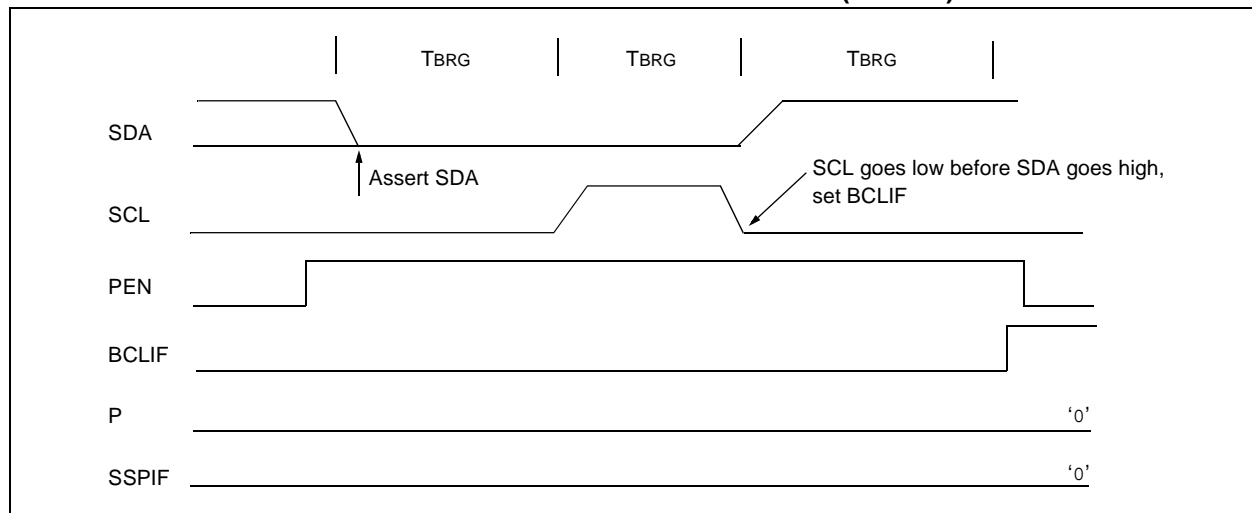 TBRG TBRG TBRG
SDA
Assert SDA
SCL goes low before SDA goes high,
set BCLIF
SCL
PEN
BCLIF
P '0'
SSPIF '0'